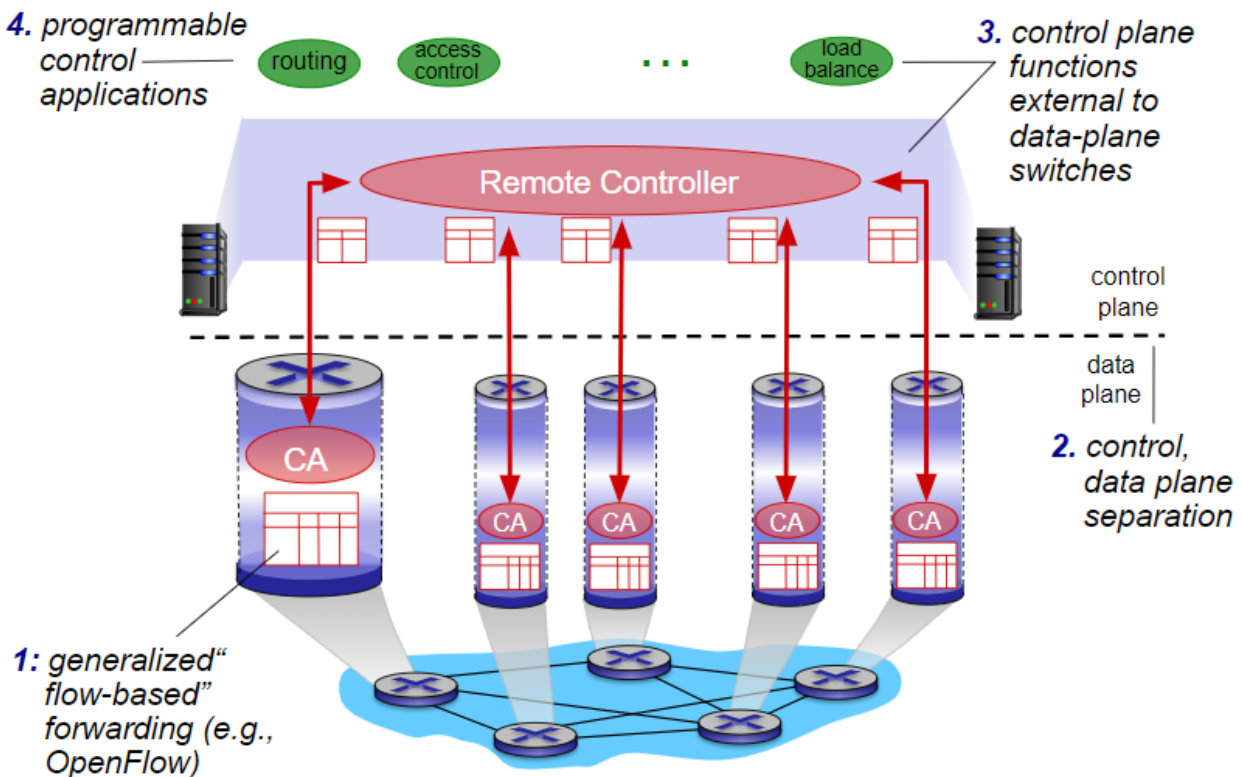 4. programmable
control
applications
routing
access
control
...
load
balance
3. control plane
functions
external to
data-plane
switches
Remote Controller
control
plane
data
plane
CA
CA
CA
CA
CA
2. control,
data plane
separation
1: generalized“
flow-based”
forwarding (e.g.,
OpenFlow)